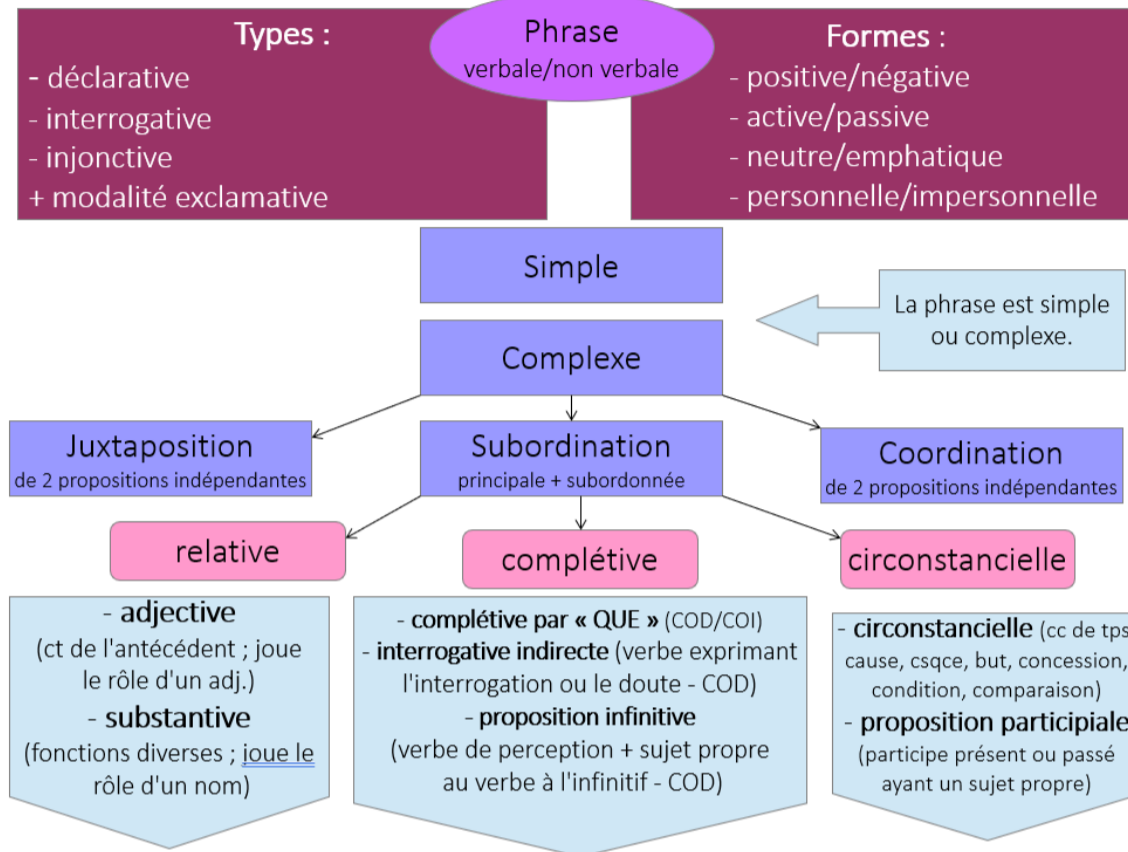 Types :
- déclarative
- interrogative
- injonctive
+ modalité exclamative
Phrase
verbale/non verbale
Formes :
- positive/négative
- active/passive
- neutre/emphatique
- personnelle/impersonnelle
Simple
La phrase est simple
ou complexe.
Complexe
Juxtaposition
de 2 propositions indépendantes
Subordination
principale + subordonnée
Coordination
de 2 propositions indépendantes
relative
complétive
circonstancielle
- adjective
(ct de l'antécédent ; joue
le rôle d'un adj.)
- substantive
(fonctions diverses ; joue le
rôle d'un nom)
- complétive par « QUE » (COD/COI)
- interrogative indirecte (verbe exprimant
l'interrogation ou le doute - COD)
- proposition infinitive
(verbe de perception + sujet propre
au verbe à l'infinitif - COD)
- circonstancielle (cc de tps,
cause, csqce, but, concession,
condition, comparaison)
- proposition participiale
(participe présent ou passé
ayant un sujet propre)